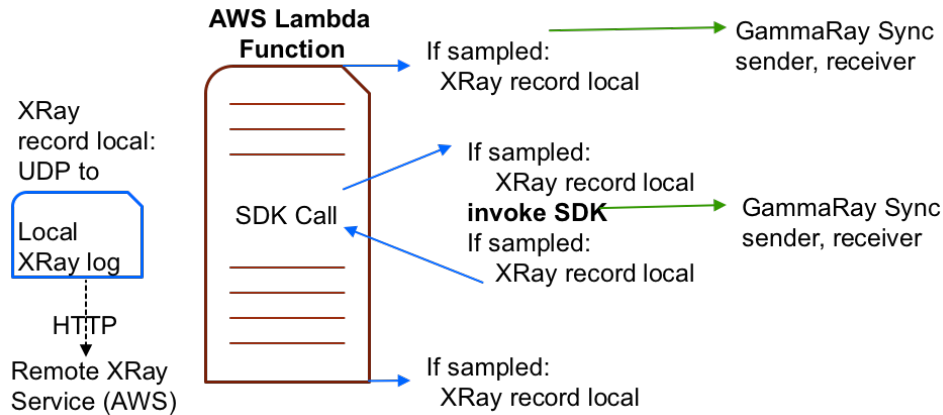 AWS Lambda
Function
XRay
record local:
UDP to
Local
XRay log
HTTP
Remote XRay
Service (AWS)
SDK Call
If sampled:
XRay record local
GammaRay Sync
sender, receiver
If sampled:
XRay record local
invoke SDK
If sampled:
XRay record local
GammaRay Sync
sender, receiver
If sampled:
XRay record local